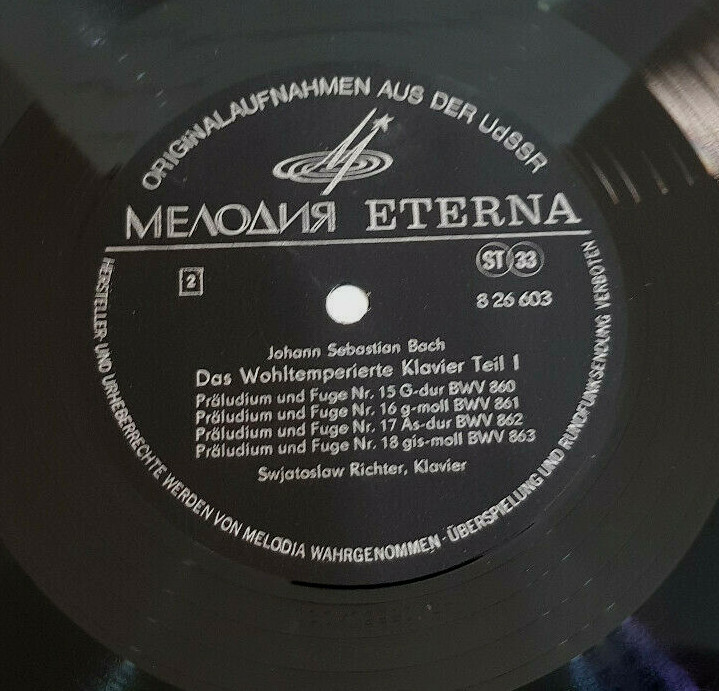 ORIGINALAUFNAHMEN AUS DER UdSSR
МЕЛОДИЯ ETERNA
ST 33
2
8 26 603
Johann Sebastian Bach
Das Wohltemperierte Klavier Teil I
Präludium und Fuge Nr. 15 G-dur BWV 860
Präludium und Fuge Nr. 16 g-moll BWV 861
Präludium und Fuge Nr. 17 As-dur BWV 862
Präludium und Fuge Nr. 18 gis-moll BWV 863
Swjatoslaw Richter, Klavier
HERSTELLER- UND URHEBERRECHTE WERDEN VON MELODIA WAHRGENOMMEN · ÜBERSPIELUNG UND RUNDFUNKSENDUNG VERBOTEN